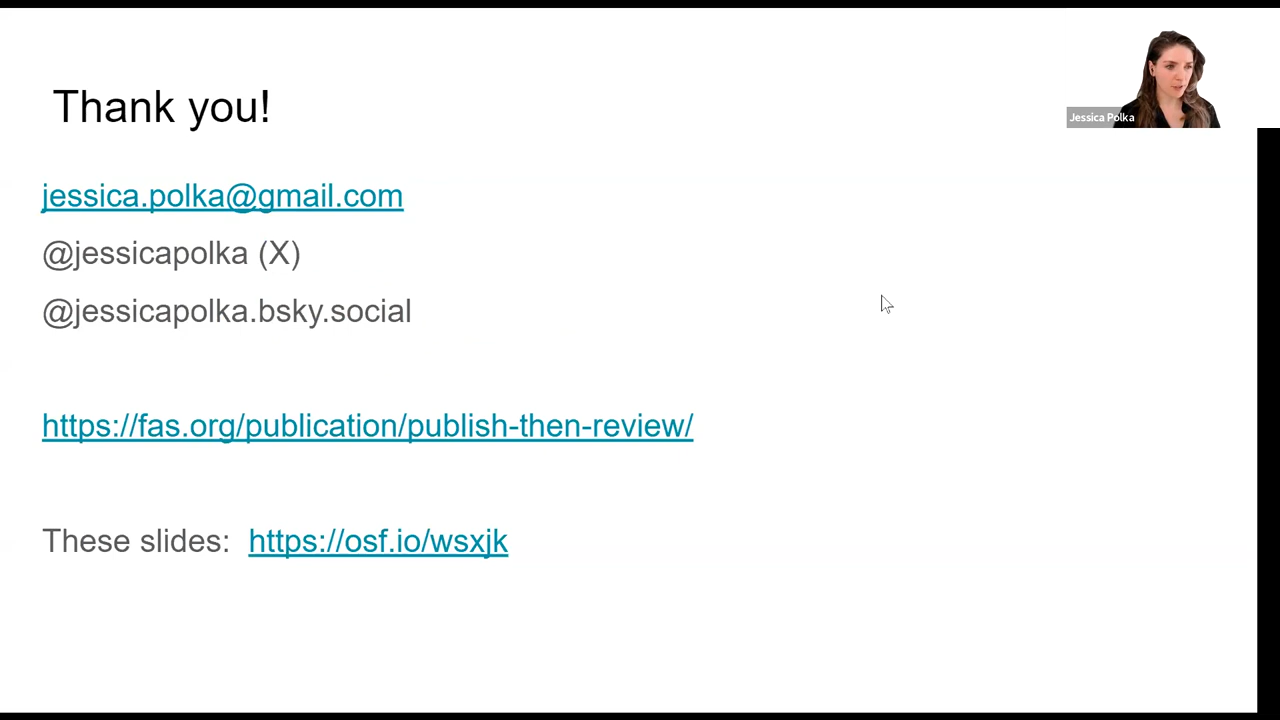 Thank you!
Jessica Polka
jessica.polka@gmail.com
@jessicapolka (X)
@jessicapolka.bsky.social
https://fas.org/publication/publish-then-review/
These slides: https://osf.io/wsxjk